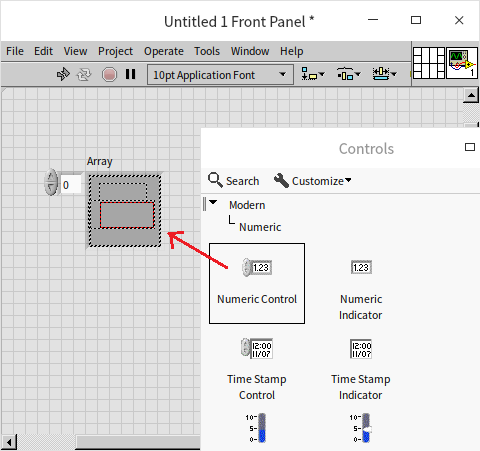 Untitled 1 Front Panel *
File Edit View Project Operate Tools Window
10pt Application Font
1
Array
0
Controls
Search Customize
Modern
Numeric
1.23 1.23
Numeric Control Numeric
Indicator
12:00 12:00
11/07 11/07
Time Stamp Time Stamp
Control Indicator
10- 10-
5- 5-
0- 0-